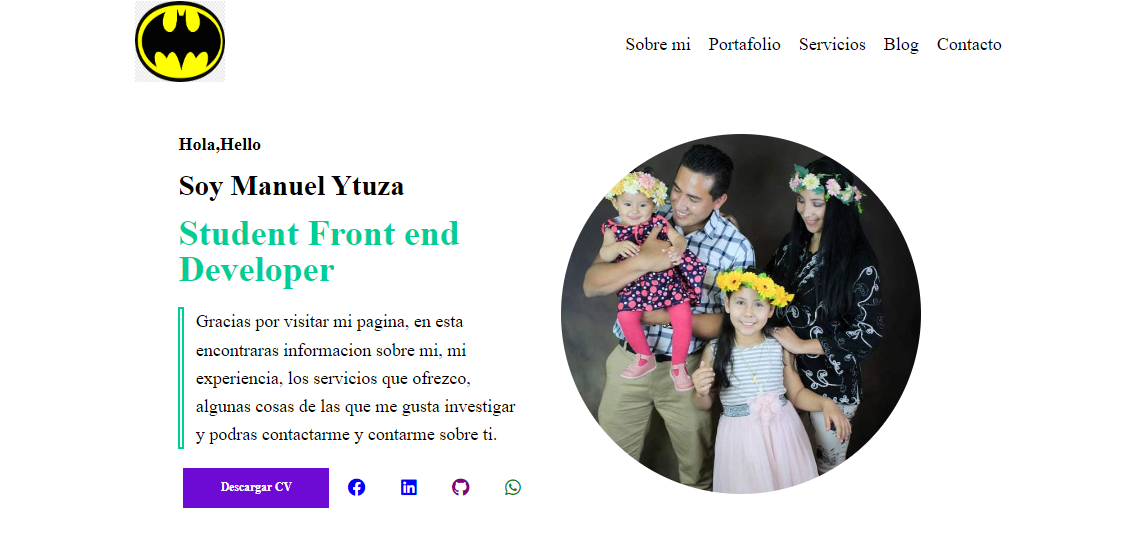 Sobre mi Portafolio Servicios Blog Contacto
Hola,Hello
Soy Manuel Ytuza
Student Front end
Developer
Gracias por visitar mi pagina, en esta
encontraras informacion sobre mi, mi
experiencia, los servicios que ofrezco,
algunas cosas de las que me gusta investigar
y podras contactarme y contarme sobre ti.
Descargar CV